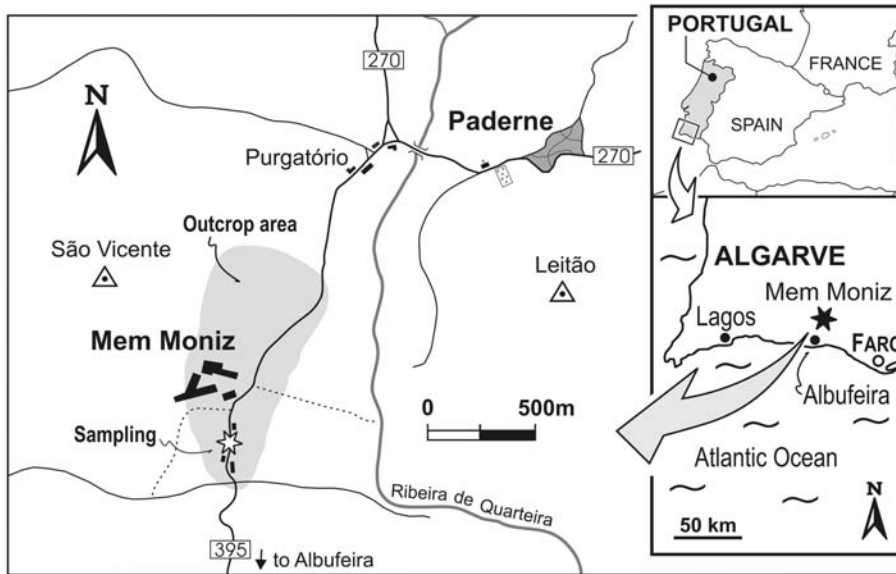 270
N
Paderne
Purgatório
270
Outcrop area
São Vicente
Leitão
Mem Moniz
0 500m
Sampling
Ribeira de Quarteira
395
to Albufeira
PORTUGAL
FRANCE
SPAIN
ALGARVE
Mem Moniz
Lagos
FARO
Albufeira
Atlantic Ocean
N
50 km